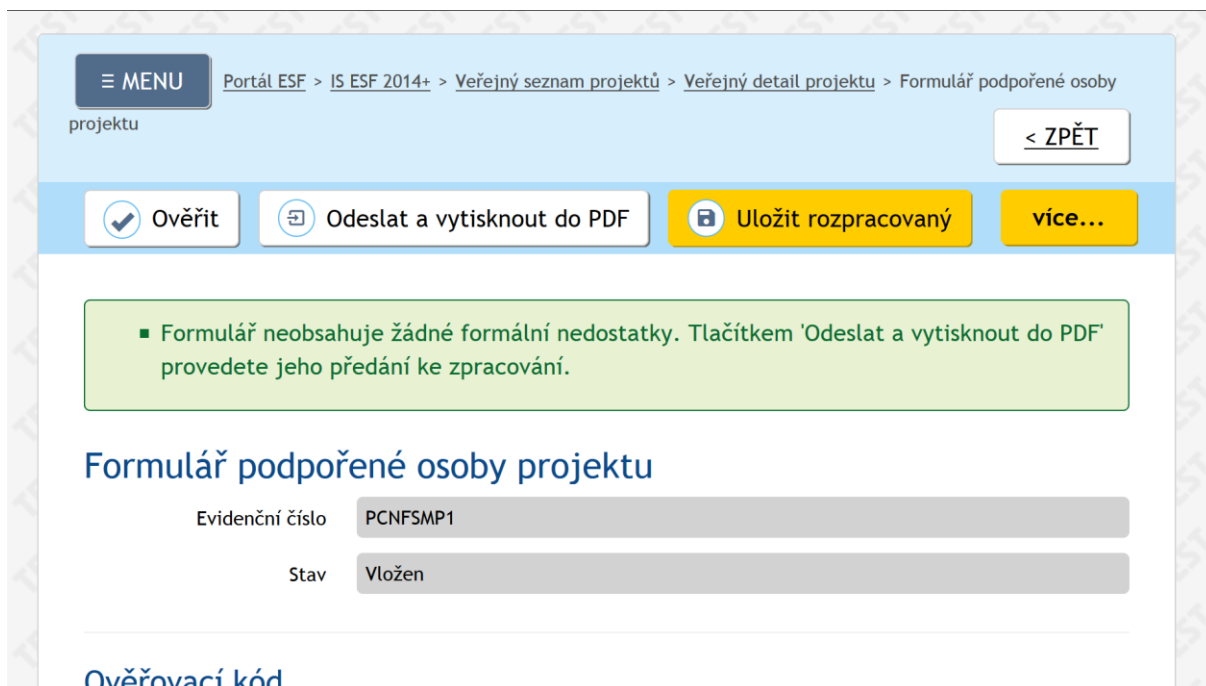 ≡ MENU
Portál ESF > IS ESF 2014+ > Veřejný seznam projektů > Veřejný detail projektu > Formulář podpořené osoby
projektu
< ZPĚT
Ověřit
Odeslat a vytisknout do PDF
Uložit rozpracovaný
více...
Formulář neobsahuje žádné formální nedostatky. Tlačítkem 'Odeslat a vytisknout do PDF'
provedete jeho předání ke zpracování.
Formulář podpořené osoby projektu
Evidenční číslo PCNFSMP1
Stav Vložen
Ověřovací kód